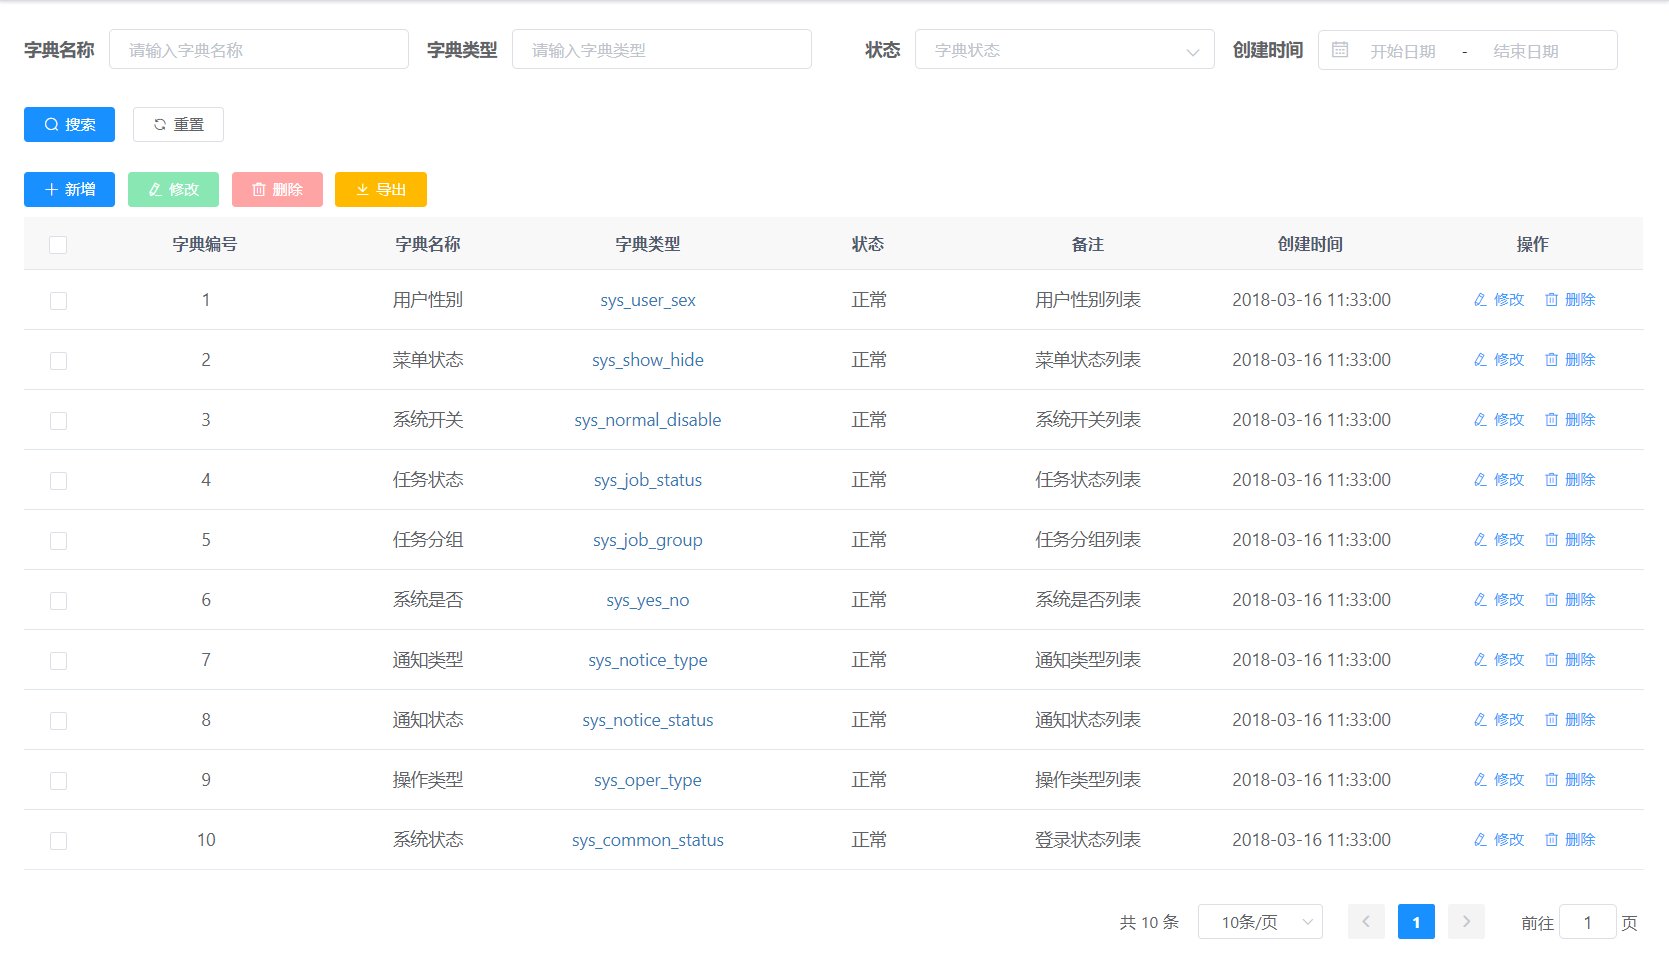 字典名称 请输入字典名称 字典类型 请输入字典类型 状态 字典状态 创建时间 开始日期 - 结束日期
搜索 重置
新增 修改 删除 导出
字典编号 字典名称 字典类型 状态 备注 创建时间 操作
1 用户性别 sys_user_sex 正常 用户性别列表 2018-03-16 11:33:00 修改 删除
2 菜单状态 sys_show_hide 正常 菜单状态列表 2018-03-16 11:33:00 修改 删除
3 系统开关 sys_normal_disable 正常 系统开关列表 2018-03-16 11:33:00 修改 删除
4 任务状态 sys_job_status 正常 任务状态列表 2018-03-16 11:33:00 修改 删除
5 任务分组 sys_job_group 正常 任务分组列表 2018-03-16 11:33:00 修改 删除
6 系统是否 sys_yes_no 正常 系统是否列表 2018-03-16 11:33:00 修改 删除
7 通知类型 sys_notice_type 正常 通知类型列表 2018-03-16 11:33:00 修改 删除
8 通知状态 sys_notice_status 正常 通知状态列表 2018-03-16 11:33:00 修改 删除
9 操作类型 sys_oper_type 正常 操作类型列表 2018-03-16 11:33:00 修改 删除
10 系统状态 sys_common_status 正常 登录状态列表 2018-03-16 11:33:00 修改 删除
共 10 条 10条/页 1 前往 1 页